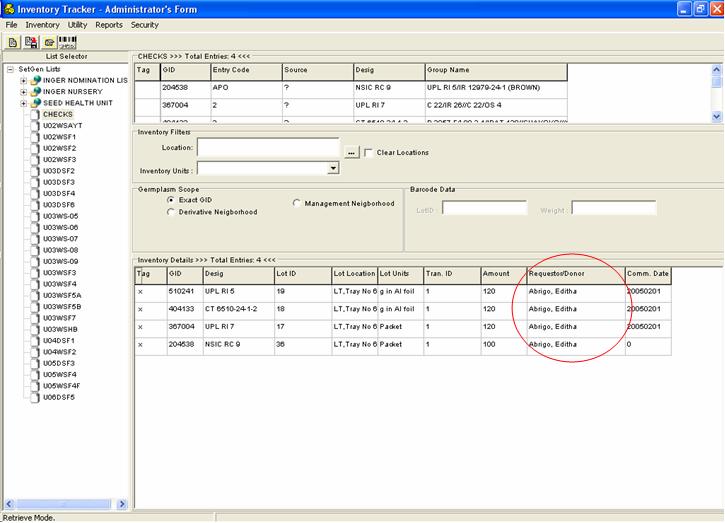 Inventory Tracker - Administrator's Form
File Inventory Utility Reports Security
List Selector
SetGen Lists
INGER NOMINATION LIS
INGER NURSERY
SEED HEALTH UNIT
CHECKS
U02WSAYT
U02WSF1
U02WSF2
U02WSF3
U03DSF2
U03DSF3
U03DSF4
U03DSF6
U03WS-05
U03WS-06
U03WS-07
U03WS-08
U03WS-09
U03WSF3
U03WSF4
U03WSF5A
U03WSF5B
U03WSF7
U03WSHB
U04DSF1
U04WSF2
U05DSF3
U05WSF4
U05WSF4F
U06DSF5
CHECKS >>> Total Entries: 4 <<<
Tag GID Entry Code Source Desig Group Name
204538 APO ? NSIC RC 9 UPL RI 5/IR 12979-24-1 (BROWN)
367004 2 ? UPL RI 7 C 22/IR 26//C 22/OS 4
Inventory Filters
Location:
... Clear Locations
Inventory Units :
Germplasm Scope
Exact GID
Management Neigborhood
Derivative Neigborhood
Barcode Data
LotID : Weight :
Inventory Details >>> Total Entries: 4 <<<
Tag GID Desig Lot ID Lot Location Lot Units Tran. ID Amount Requestor/Donor Comm. Date
x 510241 UPL RI 5 19 LT,Tray No 6 g in Al foil 1 120 Abrigo, Editha 20050201
x 404133 CT 6510-24-1-2 18 LT,Tray No 6 g in Al foil 1 120 Abrigo, Editha 20050201
x 367004 UPL RI 7 17 LT,Tray No 6 Packet 1 120 Abrigo, Editha 20050201
x 204538 NSIC RC 9 36 LT,Tray No 6 Packet 1 100 Abrigo, Editha 0
Retrieve Mode.